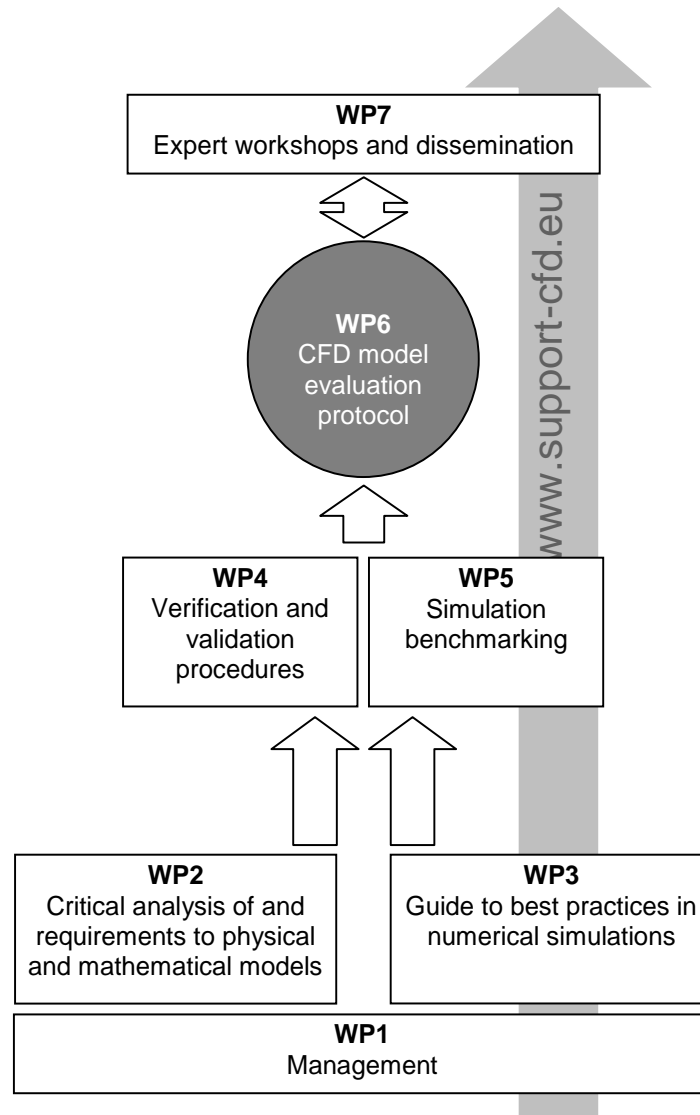 WP7
Expert workshops and dissemination
www.support-cfd.eu
WP6
CFD model
evaluation
protocol
WP4
Verification and
validation
procedures
WP5
Simulation
benchmarking
WP2
Critical analysis of and
requirements to physical
and mathematical models
WP3
Guide to best practices in
numerical simulations
WP1
Management